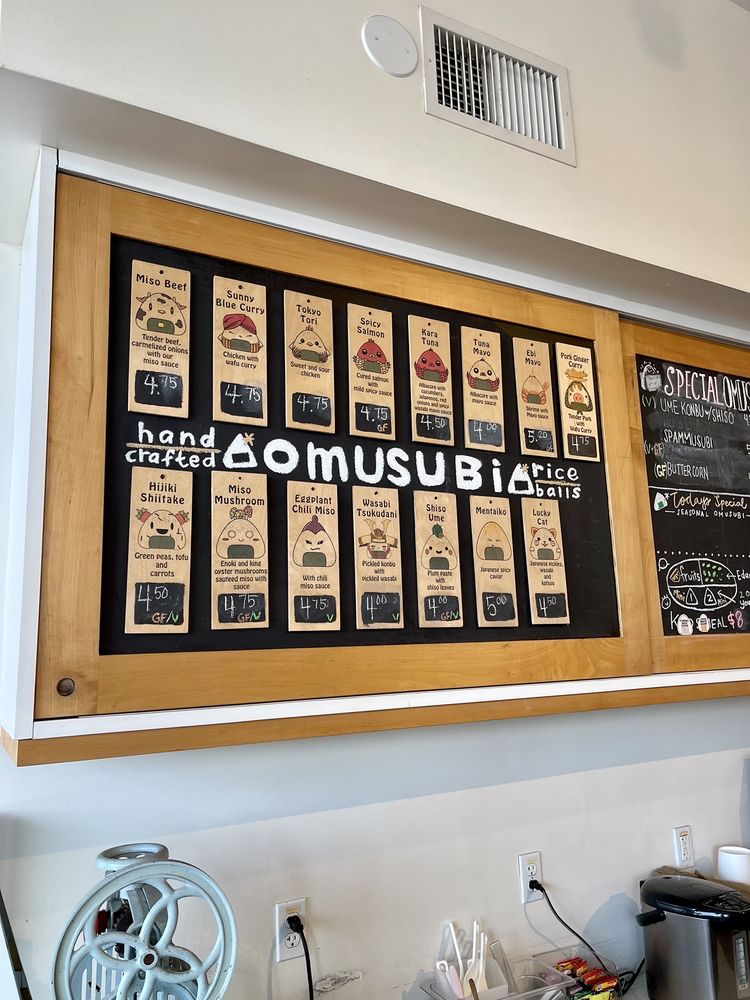 Miso Beef
Tender beef,
carmelized onions
with our
miso sauce
4.75
Sunny
Blue Curry
Chicken with
wafu curry
4.75
Tokyo
Tori
Sweet and sour
chicken
4.75
Spicy
Salmon
Cured salmon
with
mild spicy sauce
4.75
GF
Kara
Tuna
Albacore with
cucumbers,
jalapenos, red
onions and spicy
wasabi mayo sauce
4.50
Tuna
Mayo
Albacore with
mayo sauce
4.00
Ebi
Mayo
Shrimp with
Mayo sauce
5.20
Pork Ginger
Curry
Tender Pork
with
Wafu Curry
4.75
hand
crafted
OMUSUBi
rice
balls
Hijiki
Shiitake
Green peas, tofu
and
carrots
4.50
GF/V
Miso
Mushroom
Enoki and king
oyster mushrooms
sauteed miso with
sauce
4.75
GF/V
Eggplant
Chili Miso
With chili
miso sauce
4.75
V
Wasabi
Tsukudani
Pickled konbu
with
pickled wasabi
4.00
V
Shiso
Ume
Plum paste
with
shiso leaves
4.00
GF/V
Mentaiko
Japanese spicy
caviar
5.00
Lucky
Cat
Japanese pickles,
wasabi
and
katsuo
4.50
SPECIAL
(V) UME KONBU W/ SHISO
SPAMMUSUBI
(GF) BUTTER CORN
Todays Special
SEASONAL OMUSUBI
fruits
MEAL $8